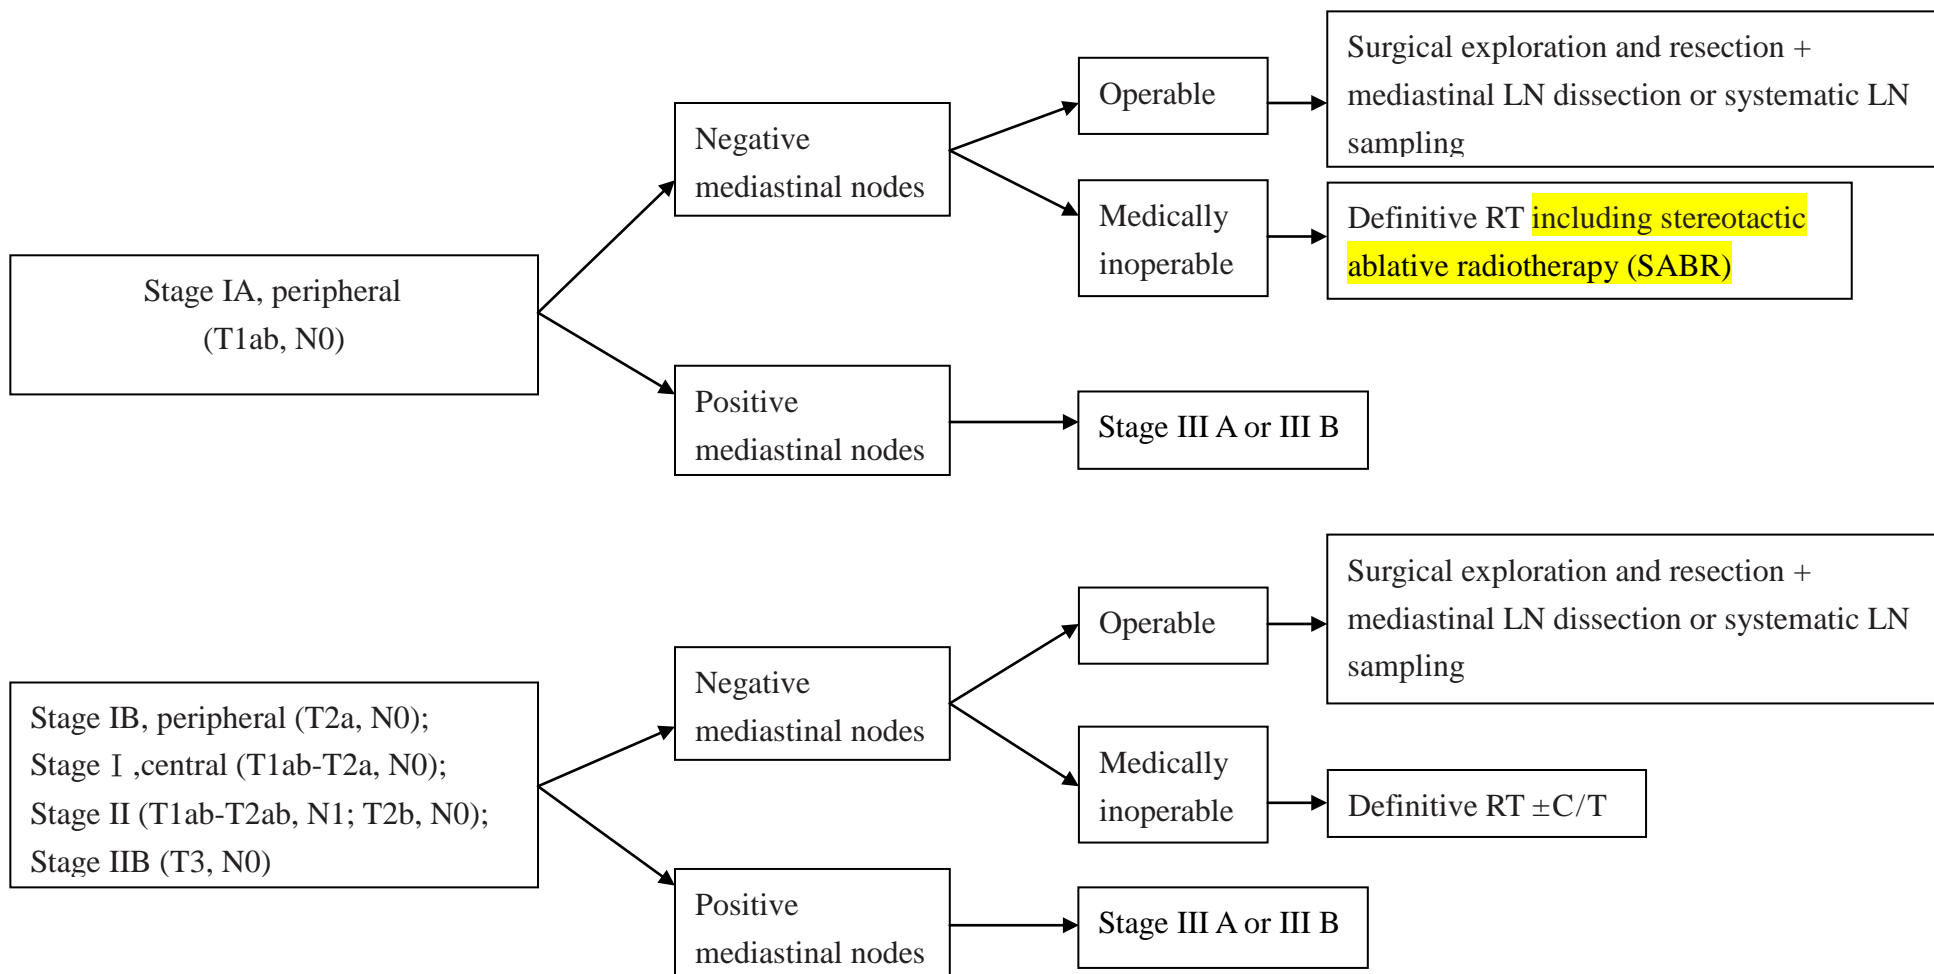 Stage IA, peripheral
(T1ab, N0)
Negative
mediastinal nodes
Operable
Surgical exploration and resection +
mediastinal LN dissection or systematic LN
sampling
Medically
inoperable
Definitive RT including stereotactic
ablative radiotherapy (SABR)
Positive
mediastinal nodes
Stage III A or III B
Stage IB, peripheral (T2a, N0);
Stage Ⅰ ,central (T1ab-T2a, N0);
Stage II (T1ab-T2ab, N1; T2b, N0);
Stage IIB (T3, N0)
Negative
mediastinal nodes
Operable
Surgical exploration and resection +
mediastinal LN dissection or systematic LN
sampling
Medically
inoperable
Definitive RT ±C/T
Positive
mediastinal nodes
Stage III A or III B